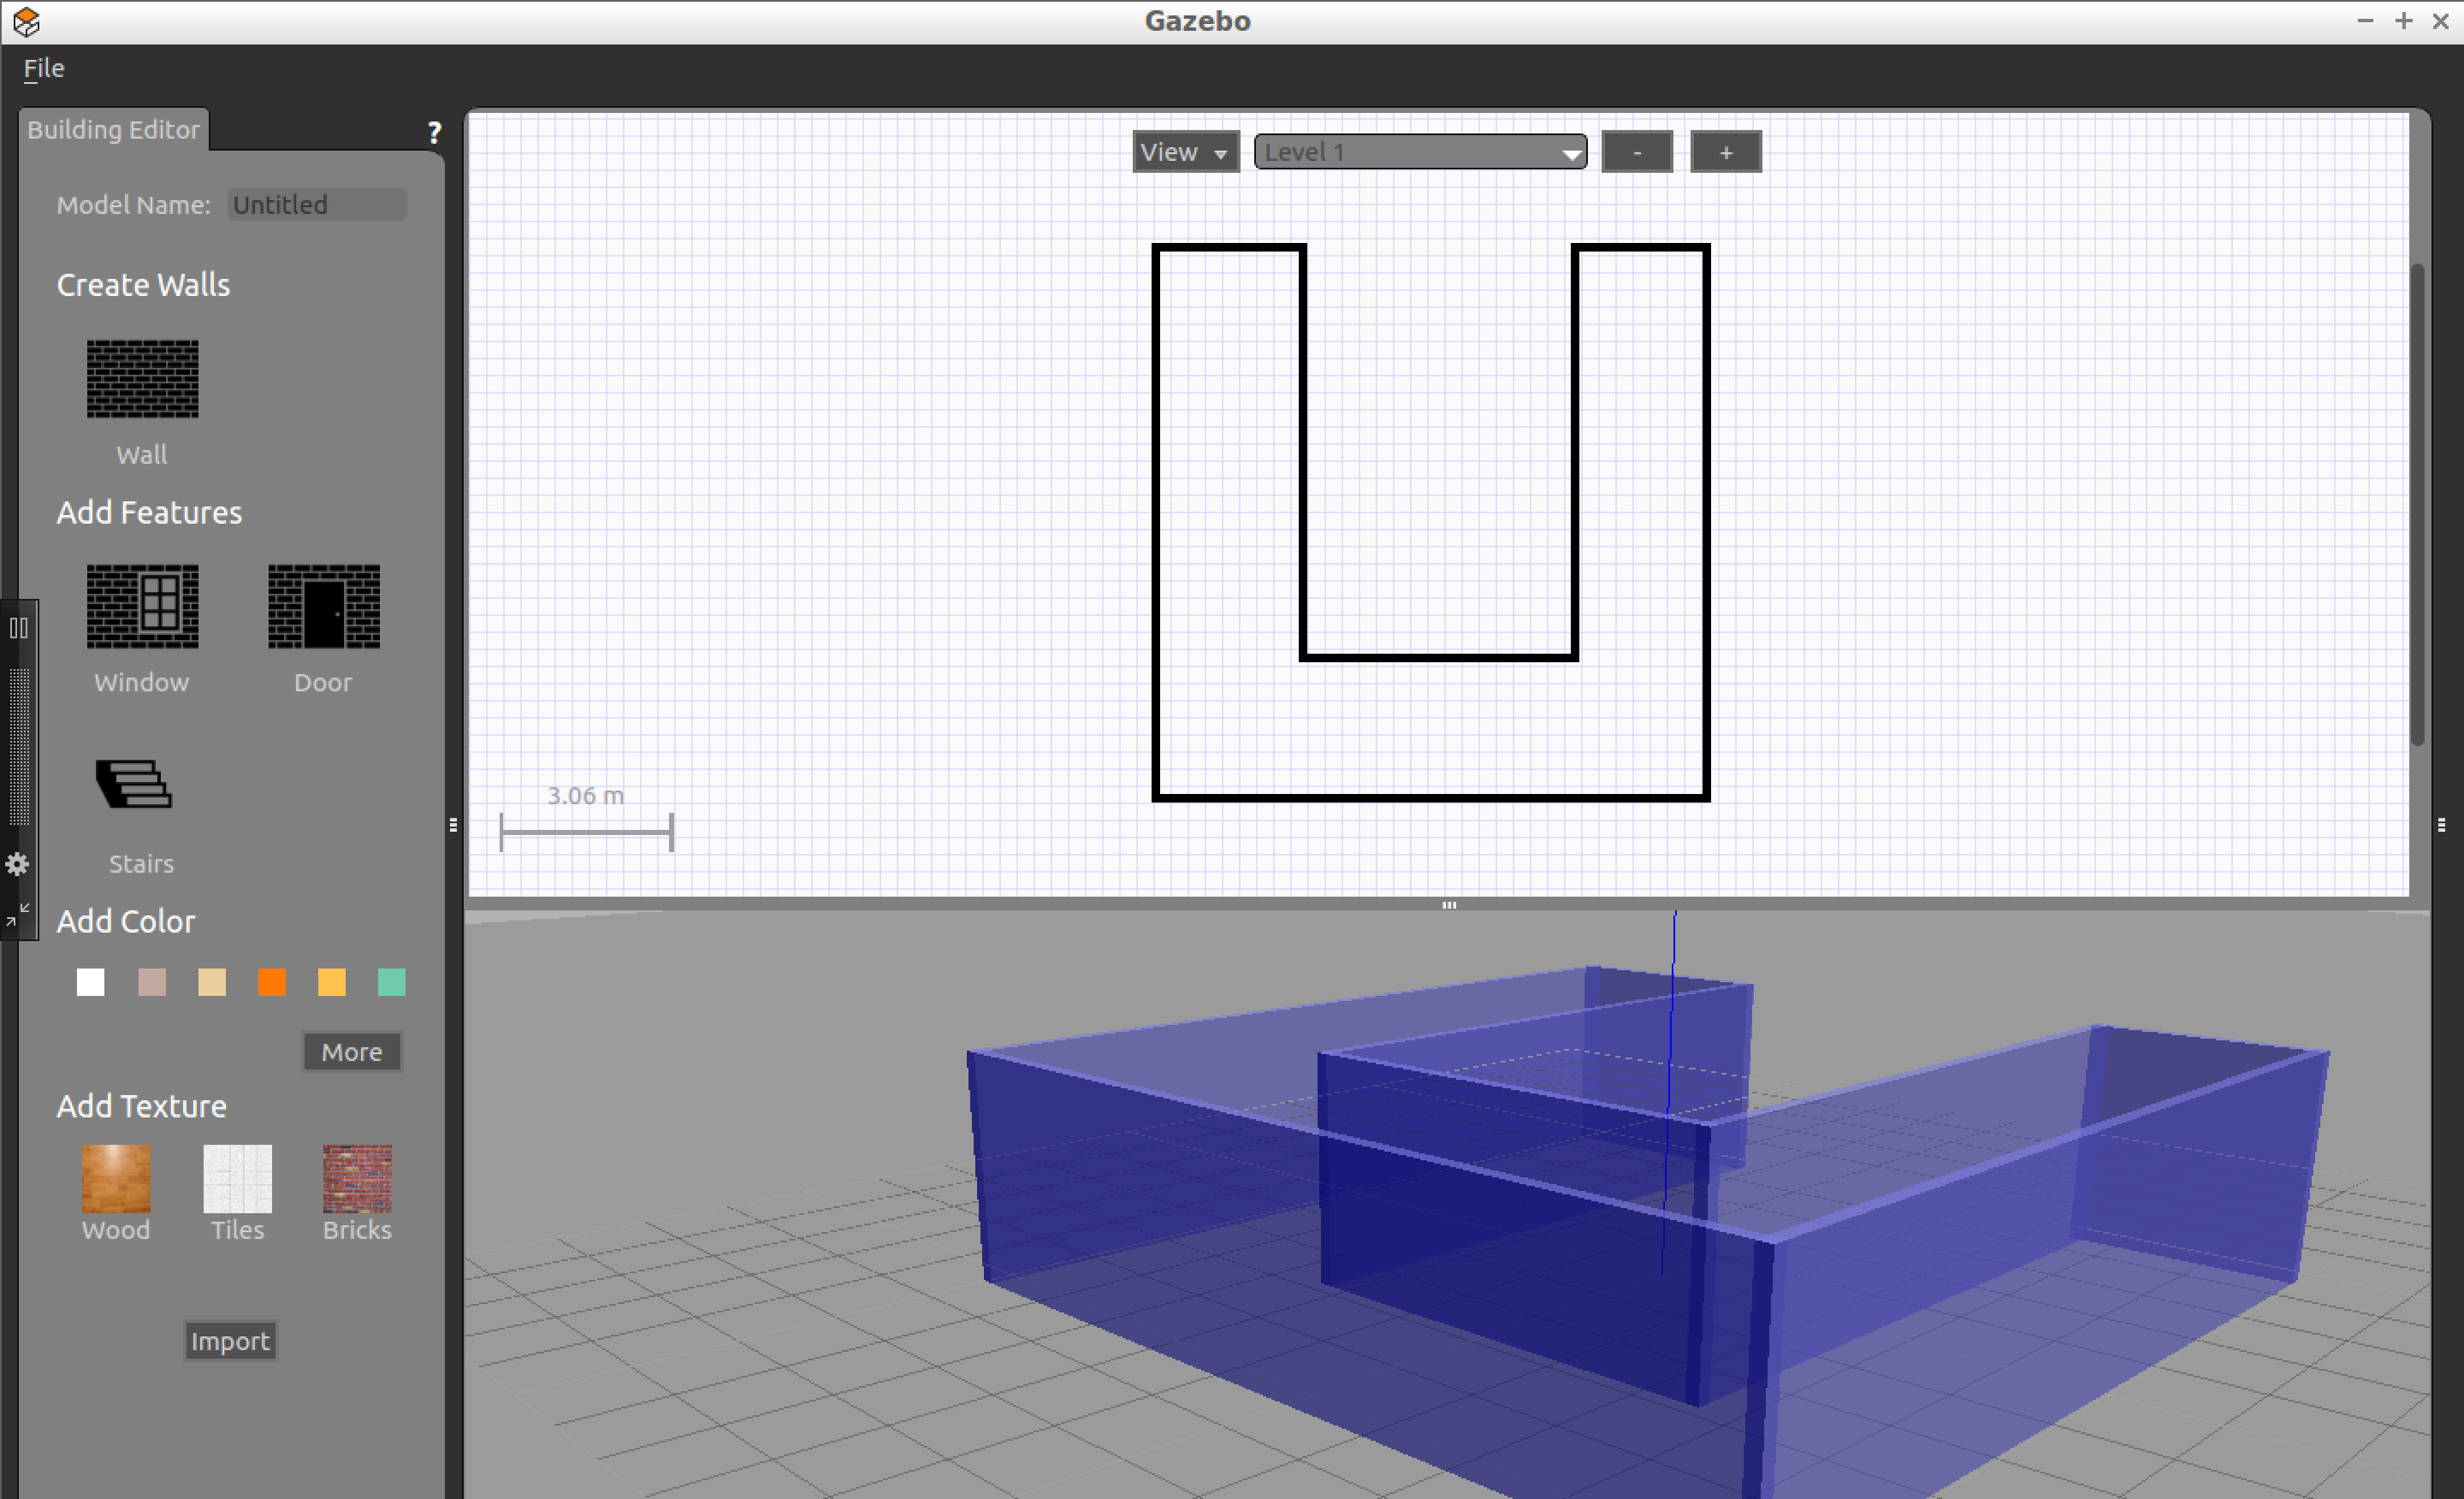 Gazebo
File
Building Editor
?
Model Name: Untitled
View
Level 1
-
+
Create Walls
Wall
Add Features
Window
Door
Stairs
3.06 m
Add Color
More
Add Texture
Wood
Tiles
Bricks
Import